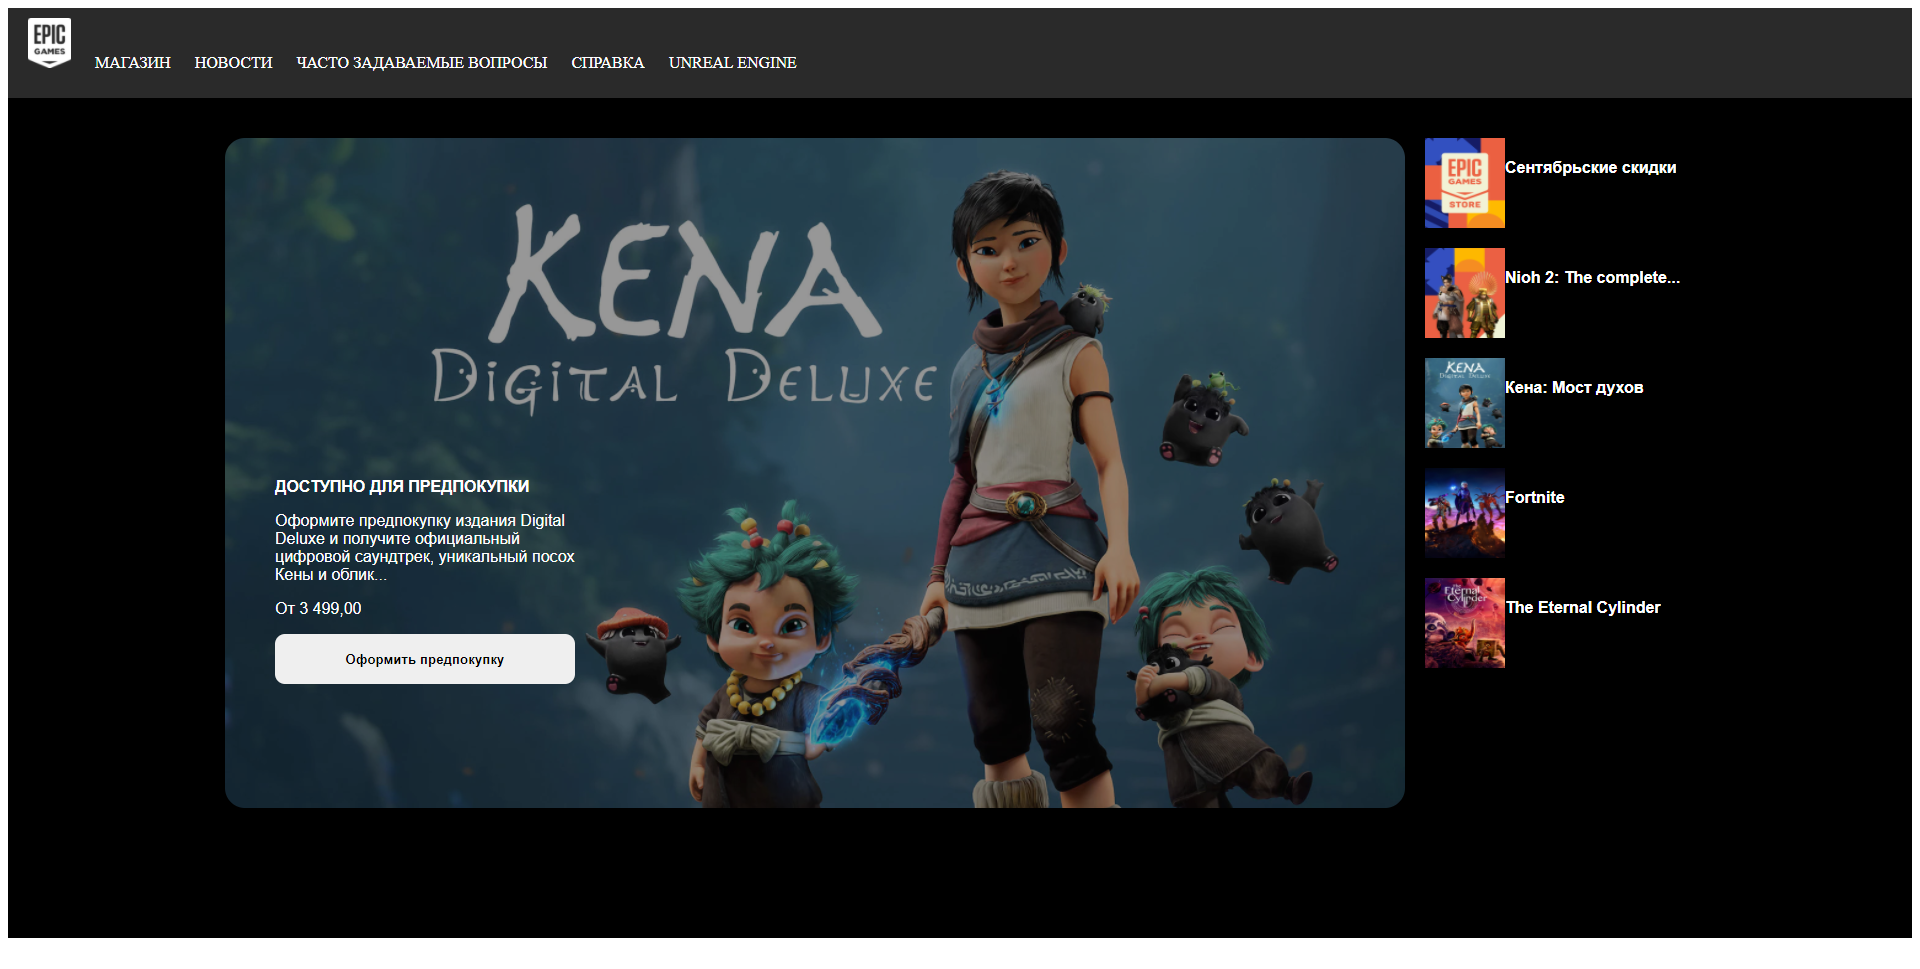 EPIC
GAMES
МАГАЗИН НОВОСТИ ЧАСТО ЗАДАВАЕМЫЕ ВОПРОСЫ СПРАВКА UNREAL ENGINE
KENA
DIGITAL DELUXE
ДОСТУПНО ДЛЯ ПРЕДПОКУПКИ
Оформите предпокупку издания Digital
Deluxe и получите официальный
цифровой саундтрек, уникальный посох
Кены и облик...
От 3 499,00
Оформить предпокупку
EPIC
GAMES
STORE
Сентябрьские скидки
Nioh 2: The complete...
KENA
DIGITAL DELUXE
Кена: Мост духов
Fortnite
The
Eternal
Cylinder
The Eternal Cylinder